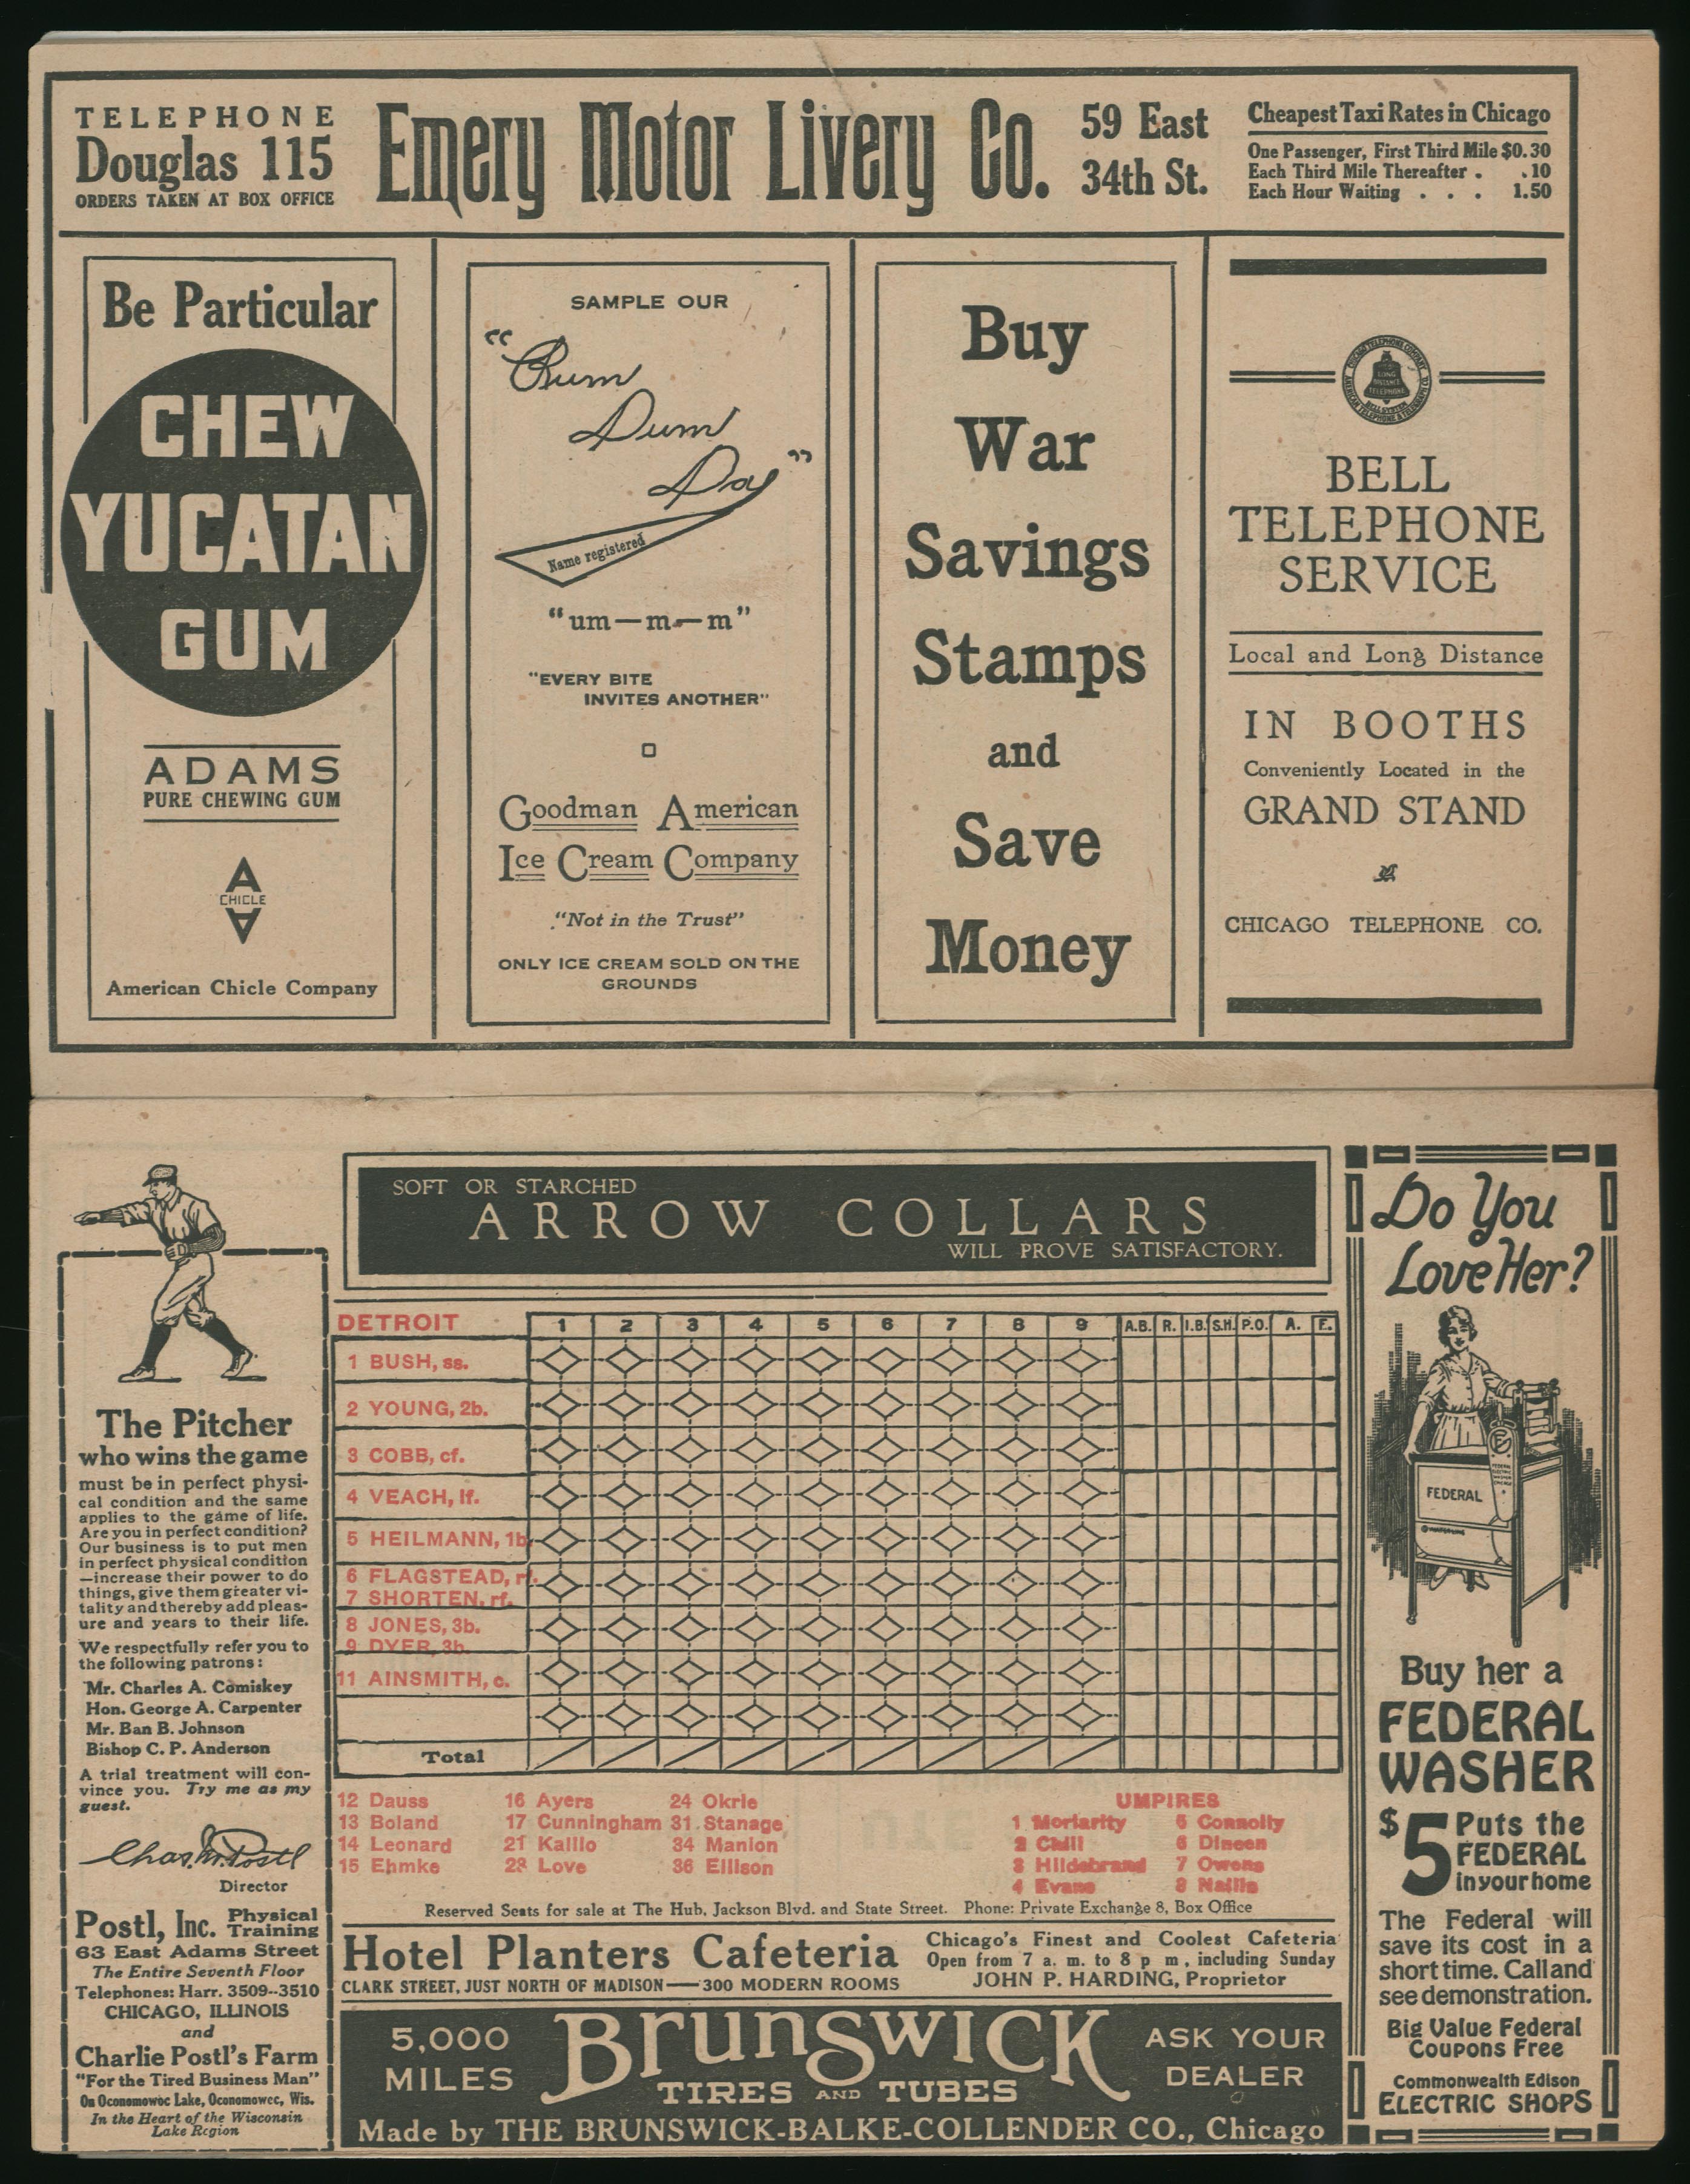 TELEPHONE
Douglas 115
ORDERS TAKEN AT BOX OFFICE
Emery Motor Livery Co.
59 East
34th St.
Cheapest Taxi Rates in Chicago
One Passenger, First Third Mile $0.30
Each Third Mile Thereafter . .10
Each Hour Waiting . . . 1.50
Be Particular
CHEW
YUCATAN
GUM
ADAMS
PURE CHEWING GUM
A
CHICLE
A
American Chicle Company
SAMPLE OUR
"Rum
Dum
Da"
Name registered
"um—m—m"
"EVERY BITE
INVITES ANOTHER"
Goodman American
Ice Cream Company
"Not in the Trust"
ONLY ICE CREAM SOLD ON THE
GROUNDS
Buy
War
Savings
Stamps
and
Save
Money
CHICAGO TELEPHONE COMPANY
LONG
DISTANCE
TELEPHONE
BELL SYSTEM
AMERICAN TELEPHONE & TELEGRAPH CO.
BELL
TELEPHONE
SERVICE
Local and Long Distance
IN BOOTHS
Conveniently Located in the
GRAND STAND
CHICAGO TELEPHONE CO.
The Pitcher
who wins the game
must be in perfect physi-
cal condition and the same
applies to the game of life.
Are you in perfect condition?
Our business is to put men
in perfect physical condition
—increase their power to do
things, give them greater vi-
tality and thereby add pleas-
ure and years to their life.
We respectfully refer you to
the following patrons:
Mr. Charles A. Comiskey
Hon. George A. Carpenter
Mr. Ban B. Johnson
Bishop C. P. Anderson
A trial treatment will con-
vince you. Try me as my
guest.
Chas. M. Postl
Director
Postl, Inc. Physical
Training
63 East Adams Street
The Entire Seventh Floor
Telephones: Harr. 3509--3510
CHICAGO, ILLINOIS
and
Charlie Postl's Farm
"For the Tired Business Man"
On Oconomowoc Lake, Oconomowec, Wis.
In the Heart of the Wisconsin
Lake Region
SOFT OR STARCHED
ARROW COLLARS
WILL PROVE SATISFACTORY.
DETROIT 1 2 3 4 5 6 7 8 9 A.B. R. I.B. S.H. P.O. A. E.
1 BUSH, ss.
2 YOUNG, 2b.
3 COBB, cf.
4 VEACH, lf.
5 HEILMANN, 1b
6 FLAGSTEAD, rf.
7 SHORTEN, rf.
8 JONES, 3b.
9 DYER, 3b.
11 AINSMITH, c.
Total
12 Dauss 16 Ayers 24 Okrie
13 Boland 17 Cunningham 31 Stanage
14 Leonard 21 Kallio 34 Manion
15 Ehmke 28 Love 36 Ellison
UMPIRES
1 Moriarity 5 Connolly
2 Chill 6 Dineen
3 Hildebrand 7 Owens
4 Evans 8 Nallin
Reserved Seats for sale at The Hub, Jackson Blvd. and State Street. Phone: Private Exchange 8, Box Office
Hotel Planters Cafeteria
CLARK STREET, JUST NORTH OF MADISON—300 MODERN ROOMS
Chicago's Finest and Coolest Cafeteria
Open from 7 a. m. to 8 p m, including Sunday
JOHN P. HARDING, Proprietor
5,000
MILES
Brunswick
TIRES AND TUBES
ASK YOUR
DEALER
Made by THE BRUNSWICK-BALKE-COLLENDER CO., Chicago
Do You
Love Her?
FEDERAL
Buy her a
FEDERAL
WASHER
$5 Puts the
FEDERAL
in your home
The Federal will
save its cost in a
short time. Call and
see demonstration.
Big Value Federal
Coupons Free
Commonwealth Edison
ELECTRIC SHOPS